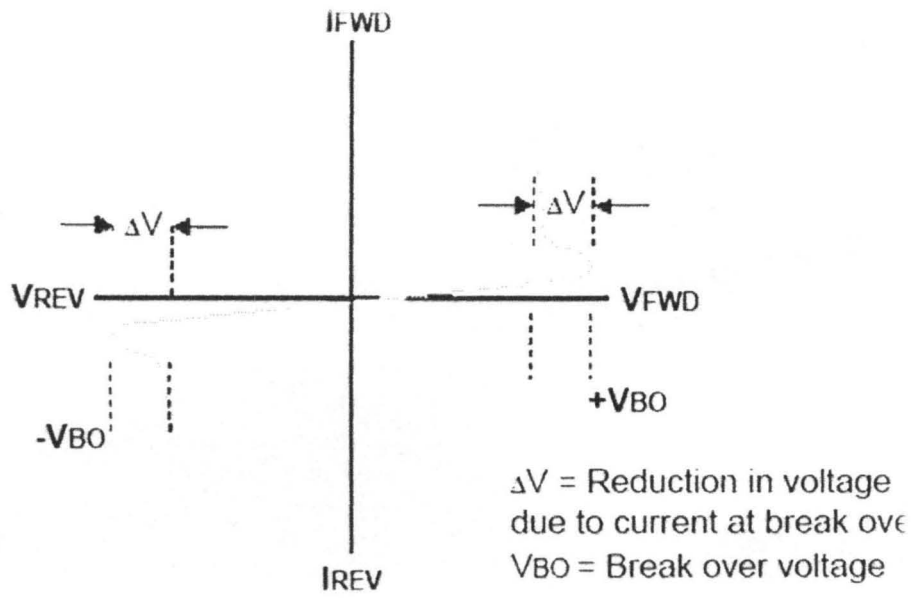 IFWD
ΔV
ΔV
VREV
VFWD
+VBO
-VBO
ΔV = Reduction in voltage
due to current at break ove
VBO = Break over voltage
IREV